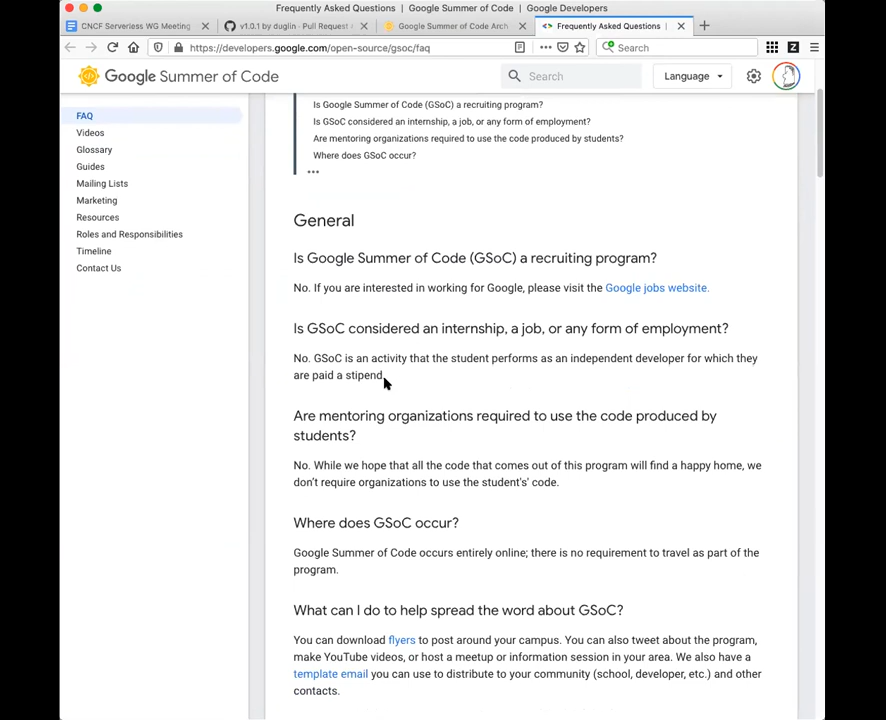 Frequently Asked Questions | Google Summer of Code | Google Developers
CNCF Serverless WG Meeting
v1.0.1 by duglin · Pull Request
Google Summer of Code Arch
Frequently Asked Questions |
https://developers.google.com/open-source/gsoc/faq
Search
Google Summer of Code
Search
Language
FAQ
Videos
Glossary
Guides
Mailing Lists
Marketing
Resources
Roles and Responsibilities
Timeline
Contact Us
Is Google Summer of Code (GSoC) a recruiting program?
Is GSoC considered an internship, a job, or any form of employment?
Are mentoring organizations required to use the code produced by students?
Where does GSoC occur?
•••
General
Is Google Summer of Code (GSoC) a recruiting program?
No. If you are interested in working for Google, please visit the Google jobs website.
Is GSoC considered an internship, a job, or any form of employment?
No. GSoC is an activity that the student performs as an independent developer for which they
are paid a stipend.
Are mentoring organizations required to use the code produced by
students?
No. While we hope that all the code that comes out of this program will find a happy home, we
don't require organizations to use the student's' code.
Where does GSoC occur?
Google Summer of Code occurs entirely online; there is no requirement to travel as part of the
program.
What can I do to help spread the word about GSoC?
You can download flyers to post around your campus. You can also tweet about the program,
make YouTube videos, or host a meetup or information session in your area. We also have a
template email you can use to distribute to your community (school, developer, etc.) and other
contacts.